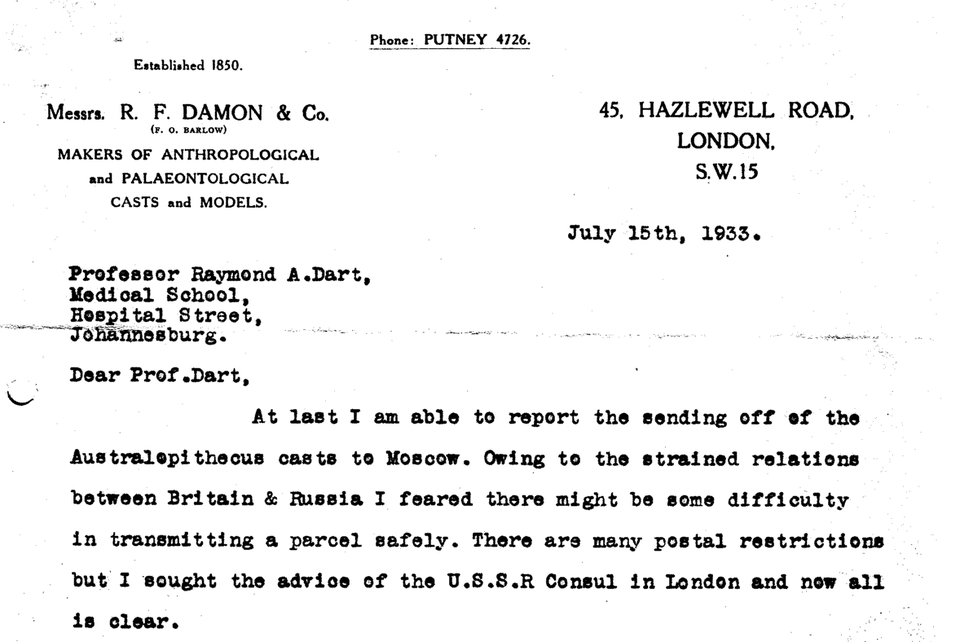 Phone: PUTNEY 4726.
Established 1850.
Messrs. R. F. DAMON & Co.
(F. O. BARLOW)
MAKERS OF ANTHROPOLOGICAL
and PALAEONTOLOGICAL
CASTS and MODELS.
45, HAZLEWELL ROAD,
LONDON,
S.W.15
July 15th, 1933.
Professor Raymond A.Dart,
Medical School,
Hospital Street,
Johannesburg.
Dear Prof.Dart,
At last I am able to report the sending off of the
Australopithecus casts to Moscow. Owing to the strained relations
between Britain & Russia I feared there might be some difficulty
in transmitting a parcel safely. There are many postal restrictions
but I sought the advice of the U.S.S.R Consul in London and now all
is clear.